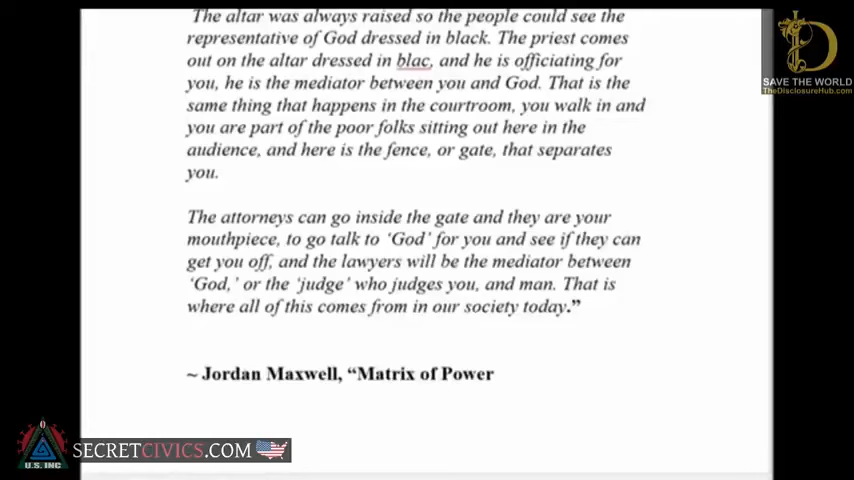 The altar was always raised so the people could see the
representative of God dressed in black. The priest comes
out on the altar dressed in blac, and he is officiating for
you, he is the mediator between you and God. That is the
same thing that happens in the courtroom, you walk in and
you are part of the poor folks sitting out here in the
audience, and here is the fence, or gate, that separates
you.
The attorneys can go inside the gate and they are your
mouthpiece, to go talk to ‘God’ for you and see if they can
get you off, and the lawyers will be the mediator between
‘God,’ or the ‘judge’ who judges you, and man. That is
where all of this comes from in our society today.”
~ Jordan Maxwell, “Matrix of Power
D
SAVE THE WORLD
TheDisclosureHub.com
U.S. INC
SECRETCIVICS.COM